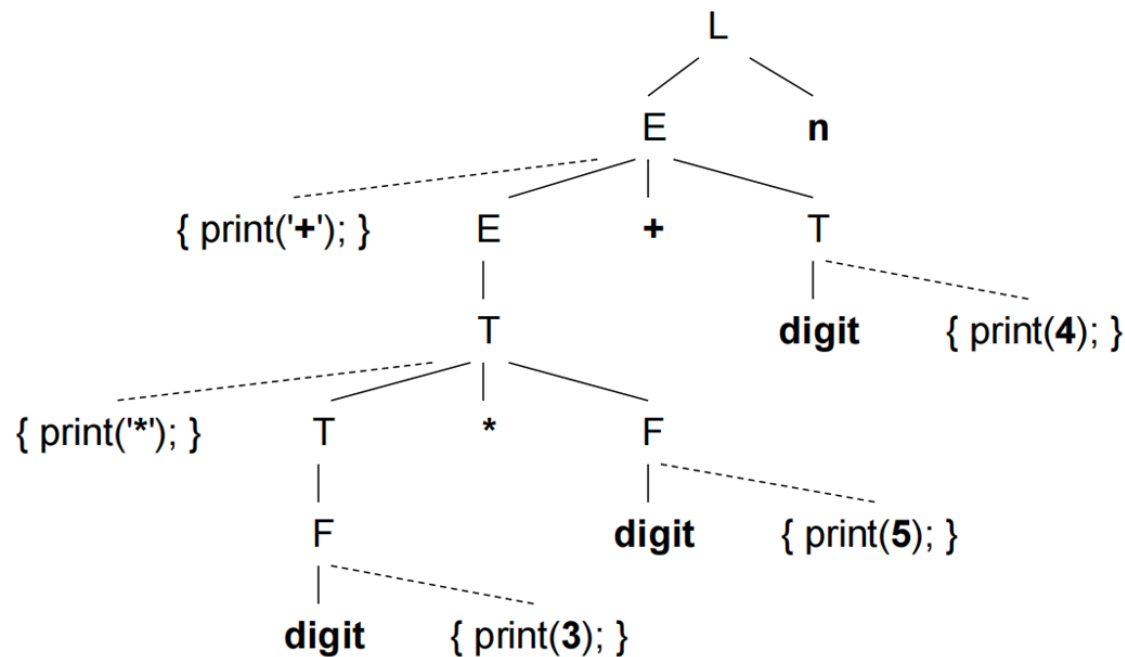 L
E n
{ print('+'); } E + T
T digit { print(4); }
{ print('*'); } T * F
F digit { print(5); }
digit { print(3); }